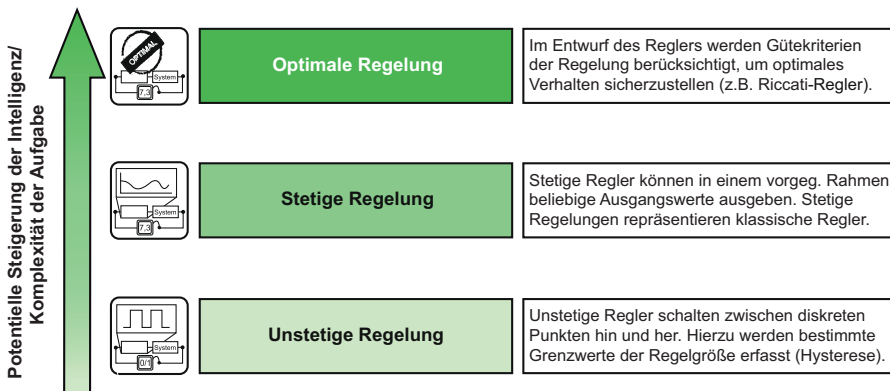 Potentielle Steigerung der Intelligenz/
Komplexität der Aufgabe
OPTIMAL
System
7,3
Optimale Regelung
Im Entwurf des Reglers werden Gütekriterien
der Regelung berücksichtigt, um optimales
Verhalten sicherzustellen (z.B. Riccati-Regler).
System
7,3
Stetige Regelung
Stetige Regler können in einem vorgeg. Rahmen
beliebige Ausgangswerte ausgeben. Stetige
Regelungen repräsentieren klassische Regler.
System
0/1
Unstetige Regelung
Unstetige Regler schalten zwischen diskreten
Punkten hin und her. Hierzu werden bestimmte
Grenzwerte der Regelgröße erfasst (Hysterese).